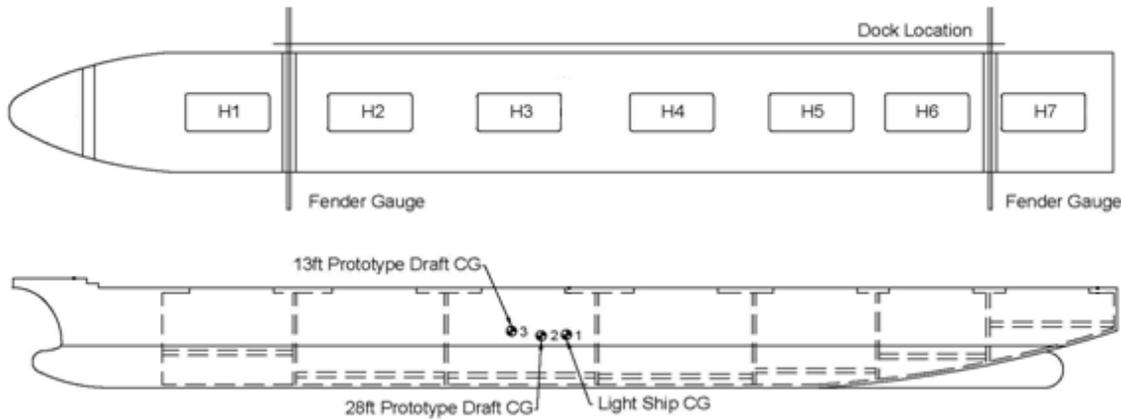 Dock Location
H1 H2 H3 H4 H5 H6 H7
Fender Gauge Fender Gauge
13ft Prototype Draft CG
3 2 1
28ft Prototype Draft CG Light Ship CG